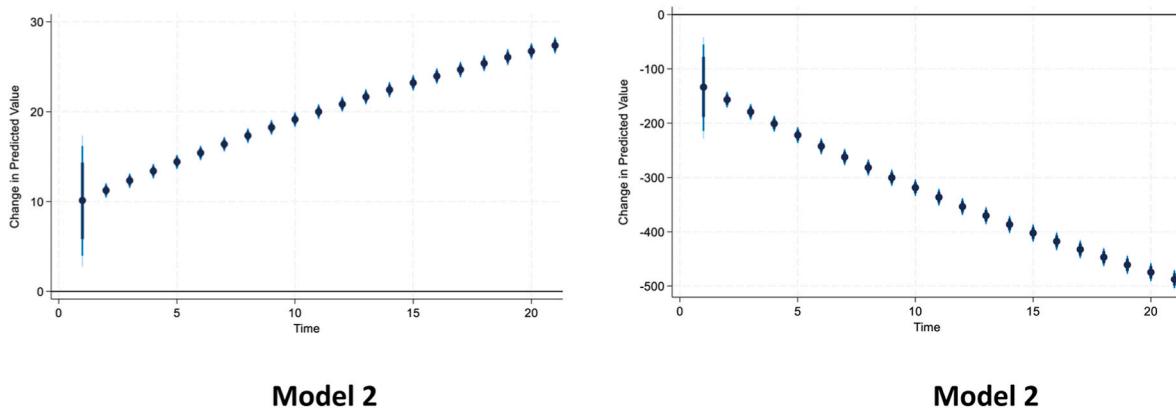 30
20
10
0
Change in Predicted Value
0 5 10 15 20
Time
Model 2
0
-100
-200
-300
-400
-500
Change in Predicted Value
0 5 10 15 20
Time
Model 2